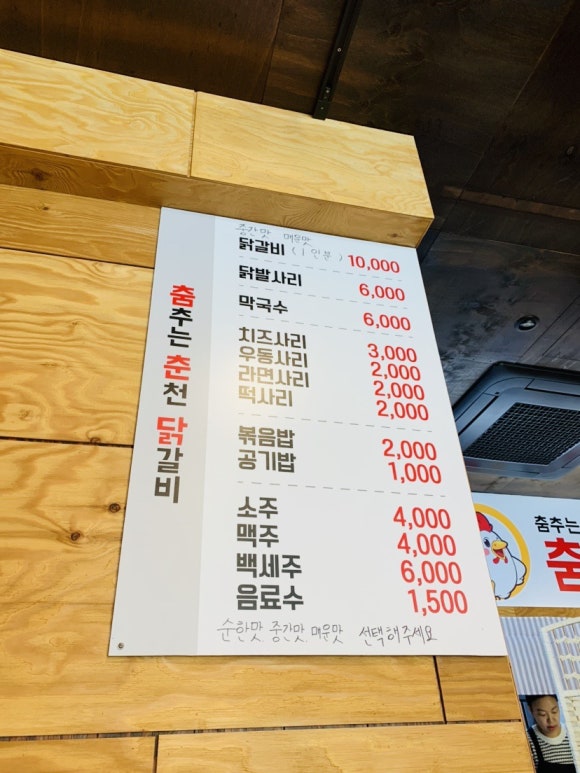 춤추는 춘천 닭갈비
중간맛 매운맛
닭갈비 (1인분) 10,000
닭발사리 6,000
막국수 6,000
치즈사리 3,000
우동사리 2,000
라면사리 2,000
떡사리 2,000
볶음밥 2,000
공기밥 1,000
소주 4,000
맥주 4,000
백세주 6,000
음료수 1,500
순한맛 중간맛 매운맛 선택해주세요
춤추는
춤